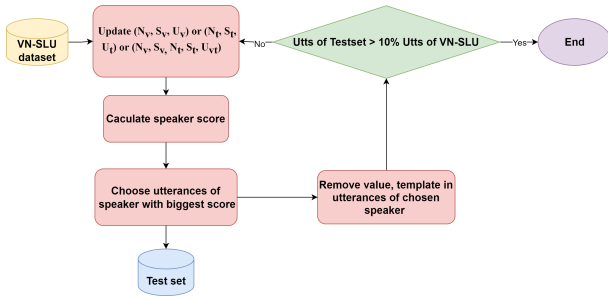 VN-SLU
dataset
Update (Nv, Sv, Uv) or (Nt, St,
Ut) or (Nv, Sv, Nt, St, Uvt)
No
Utts of Testset > 10% Utts of VN-SLU
Yes
End
Caculate speaker score
Choose utterances of
speaker with biggest score
Remove value, template in
utterances of chosen
speaker
Test set